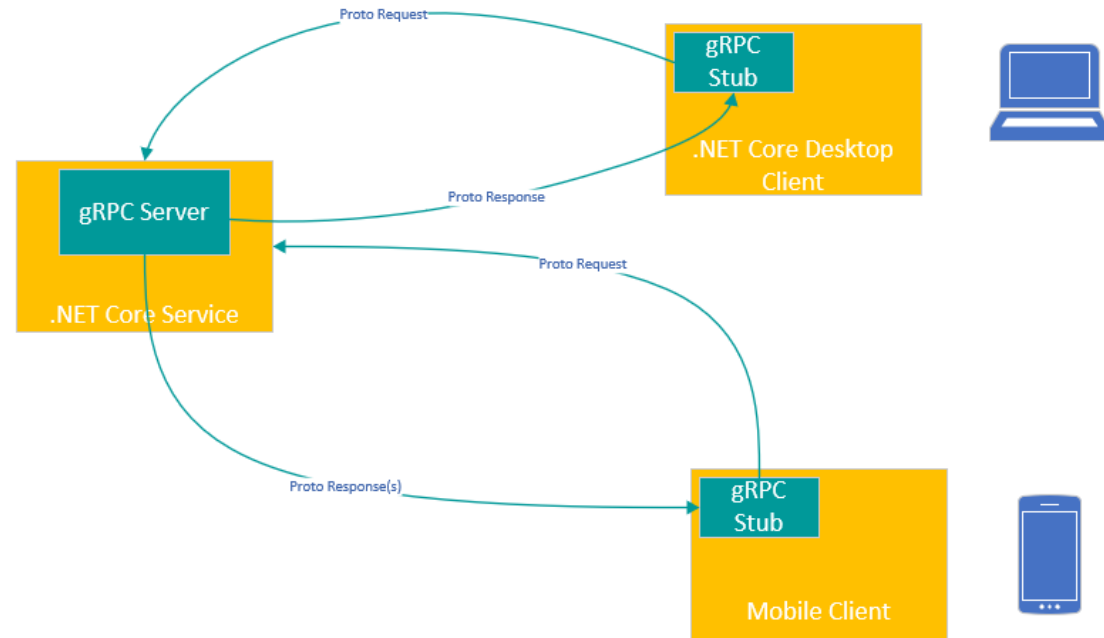 Proto Request
gRPC
Stub
.NET Core Desktop
Client
Proto Response
gRPC Server
.NET Core Service
Proto Request
Proto Response(s)
gRPC
Stub
Mobile Client